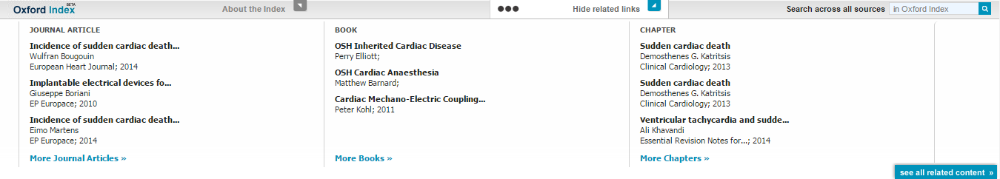 Oxford Index BETA
About the Index
Hide related links
Search across all sources
in Oxford Index
JOURNAL ARTICLE
Incidence of sudden cardiac death...
Wulfran Bougouin
European Heart Journal; 2014
Implantable electrical devices fo...
Giuseppe Boriani
EP Europace; 2010
Incidence of sudden cardiac death...
Eimo Martens
EP Europace; 2014
More Journal Articles »
BOOK
OSH Inherited Cardiac Disease
Perry Elliott;
OSH Cardiac Anaesthesia
Matthew Barnard;
Cardiac Mechano-Electric Coupling...
Peter Kohl; 2011
More Books »
CHAPTER
Sudden cardiac death
Demosthenes G. Katritsis
Clinical Cardiology; 2013
Sudden cardiac death
Demosthenes G. Katritsis
Clinical Cardiology; 2013
Ventricular tachycardia and sudde...
Ali Khavandi
Essential Revision Notes for...; 2014
More Chapters »
see all related content »